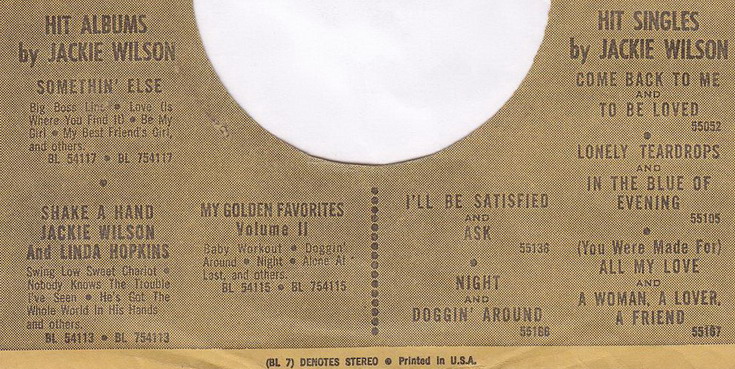 HIT ALBUMS
by JACKIE WILSON
SOMETHIN' ELSE
Big Boss Line • Love (Is
Where You Find It) • Be My
Girl • My Best Friend's Girl,
and others.
BL 54117 • BL 754117
SHAKE A HAND
JACKIE WILSON
And LINDA HOPKINS
Swing Low Sweet Chariot •
Nobody Knows The Trouble
I've Seen • He's Got The
Whole World In His Hands
and others.
BL 54113 • BL 754113
MY GOLDEN FAVORITES
Volume II
Baby Workout • Doggin'
Around • Night • Alone At
Last, and others.
BL 54115 • BL 754115
I'LL BE SATISFIED
AND
ASK
55136
NIGHT
AND
DOGGIN' AROUND
55166
HIT SINGLES
by JACKIE WILSON
COME BACK TO ME
AND
TO BE LOVED
55052
LONELY TEARDROPS
AND
IN THE BLUE OF
EVENING
55105
(You Were Made For)
ALL MY LOVE
AND
A WOMAN, A LOVER,
A FRIEND
55167
(BL 7) DENOTES STEREO • Printed in U.S.A.